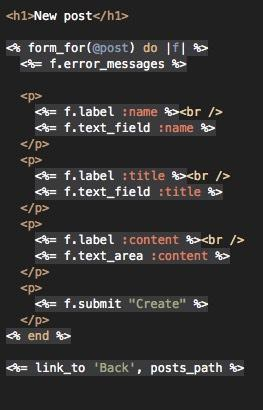 <h1>New post</h1>
<% form_for(@post) do |f| %>
<%= f.error_messages %>
<p>
<%= f.label :name %><br />
<%= f.text_field :name %>
</p>
<p>
<%= f.label :title %><br />
<%= f.text_field :title %>
</p>
<p>
<%= f.label :content %><br />
<%= f.text_area :content %>
</p>
<p>
<%= f.submit "Create" %>
</p>
<% end %>
<%= link_to 'Back', posts_path %>